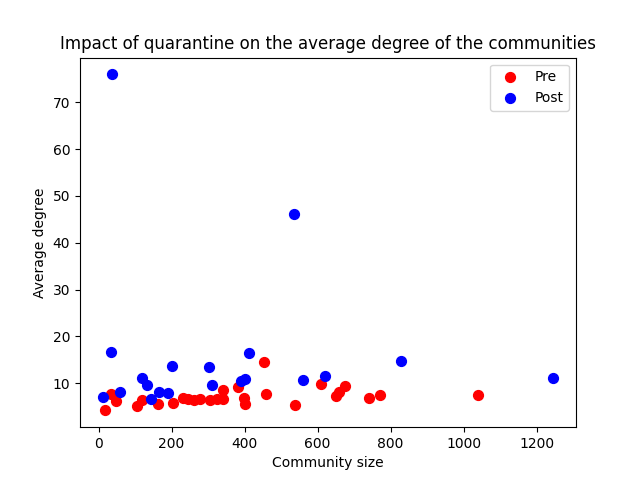 Impact of quarantine on the average degree of the communities
Pre
Post
70
60
50
40
30
20
10
Average degree
0 200 400 600 800 1000 1200
Community size